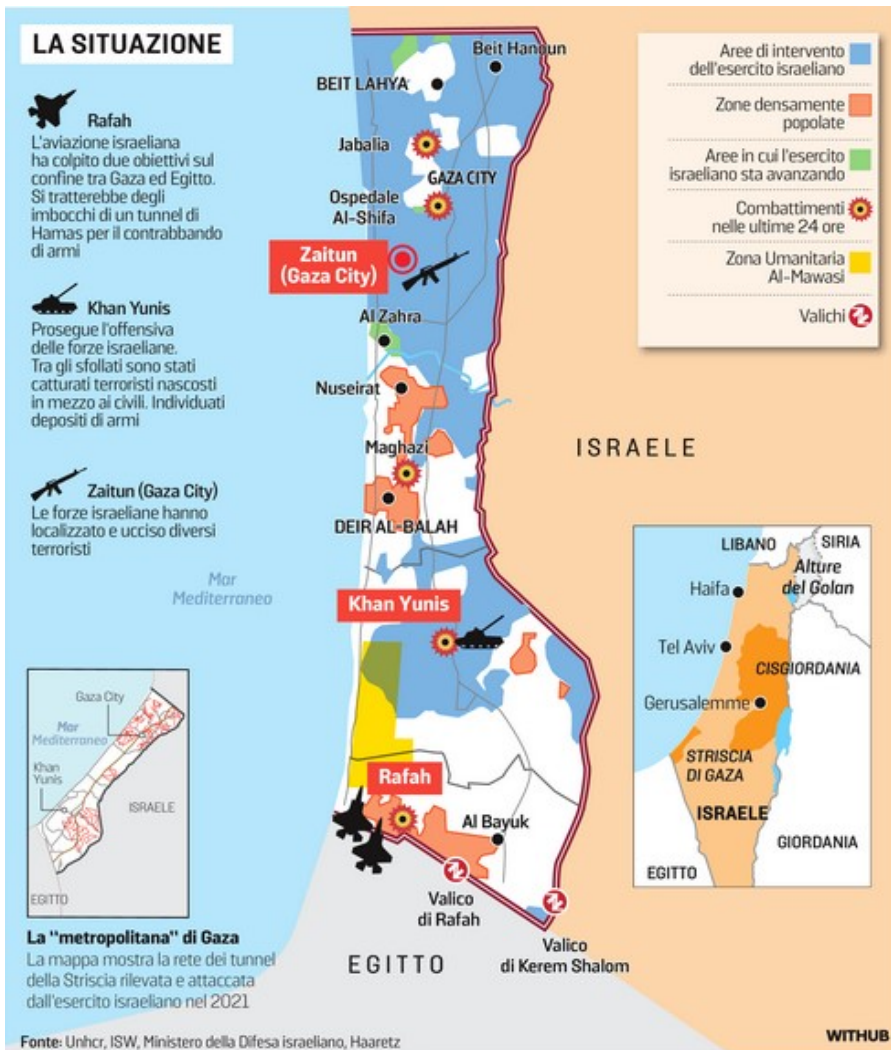 LA SITUAZIONE
Rafah
L'aviazione israeliana
ha colpito due obiettivi sul
confine tra Gaza ed Egitto.
Si tratterebbe degli
imbocchi di un tunnel di
Hamas per il contrabbando
di armi
Khan Yunis
Prosegue l'offensiva
delle forze israeliane.
Tra gli sfollati sono stati
catturati terroristi nascosti
in mezzo ai civili. Individuati
depositi di armi
Zaitun (Gaza City)
Le forze israeliane hanno
localizzato e ucciso diversi
terroristi
Mar
Mediterraneo
Beit Hanoun
BEIT LAHYA
Jabalia
GAZA CITY
Ospedale
Al-Shifa
Zaitun
(Gaza City)
Al Zahra
Nuseirat
Maghazi
DEIR AL-BALAH
Khan Yunis
Rafah
Al Bayuk
Valico
di Rafah
Valico
di Kerem Shalom
EGITTO
ISRAELE
Aree di intervento
dell'esercito israeliano
Zone densamente
popolate
Aree in cui l'esercito
israeliano sta avanzando
Combattimenti
nelle ultime 24 ore
Zona Umanitaria
Al-Mawasi
Valichi
LIBANO
SIRIA
Alture
del Golan
Haifa
Tel Aviv
CISGIORDANIA
Gerusalemme
STRISCIA
DI GAZA
ISRAELE
GIORDANIA
EGITTO
Gaza City
Mar
Mediterraneo
Khan
Yunis
ISRAELE
EGITTO
La "metropolitana" di Gaza
La mappa mostra la rete dei tunnel
della Striscia rilevata e attaccata
dall'esercito israeliano nel 2021
Fonte: Unhcr, ISW, Ministero della Difesa israeliano, Haaretz
WITHUB